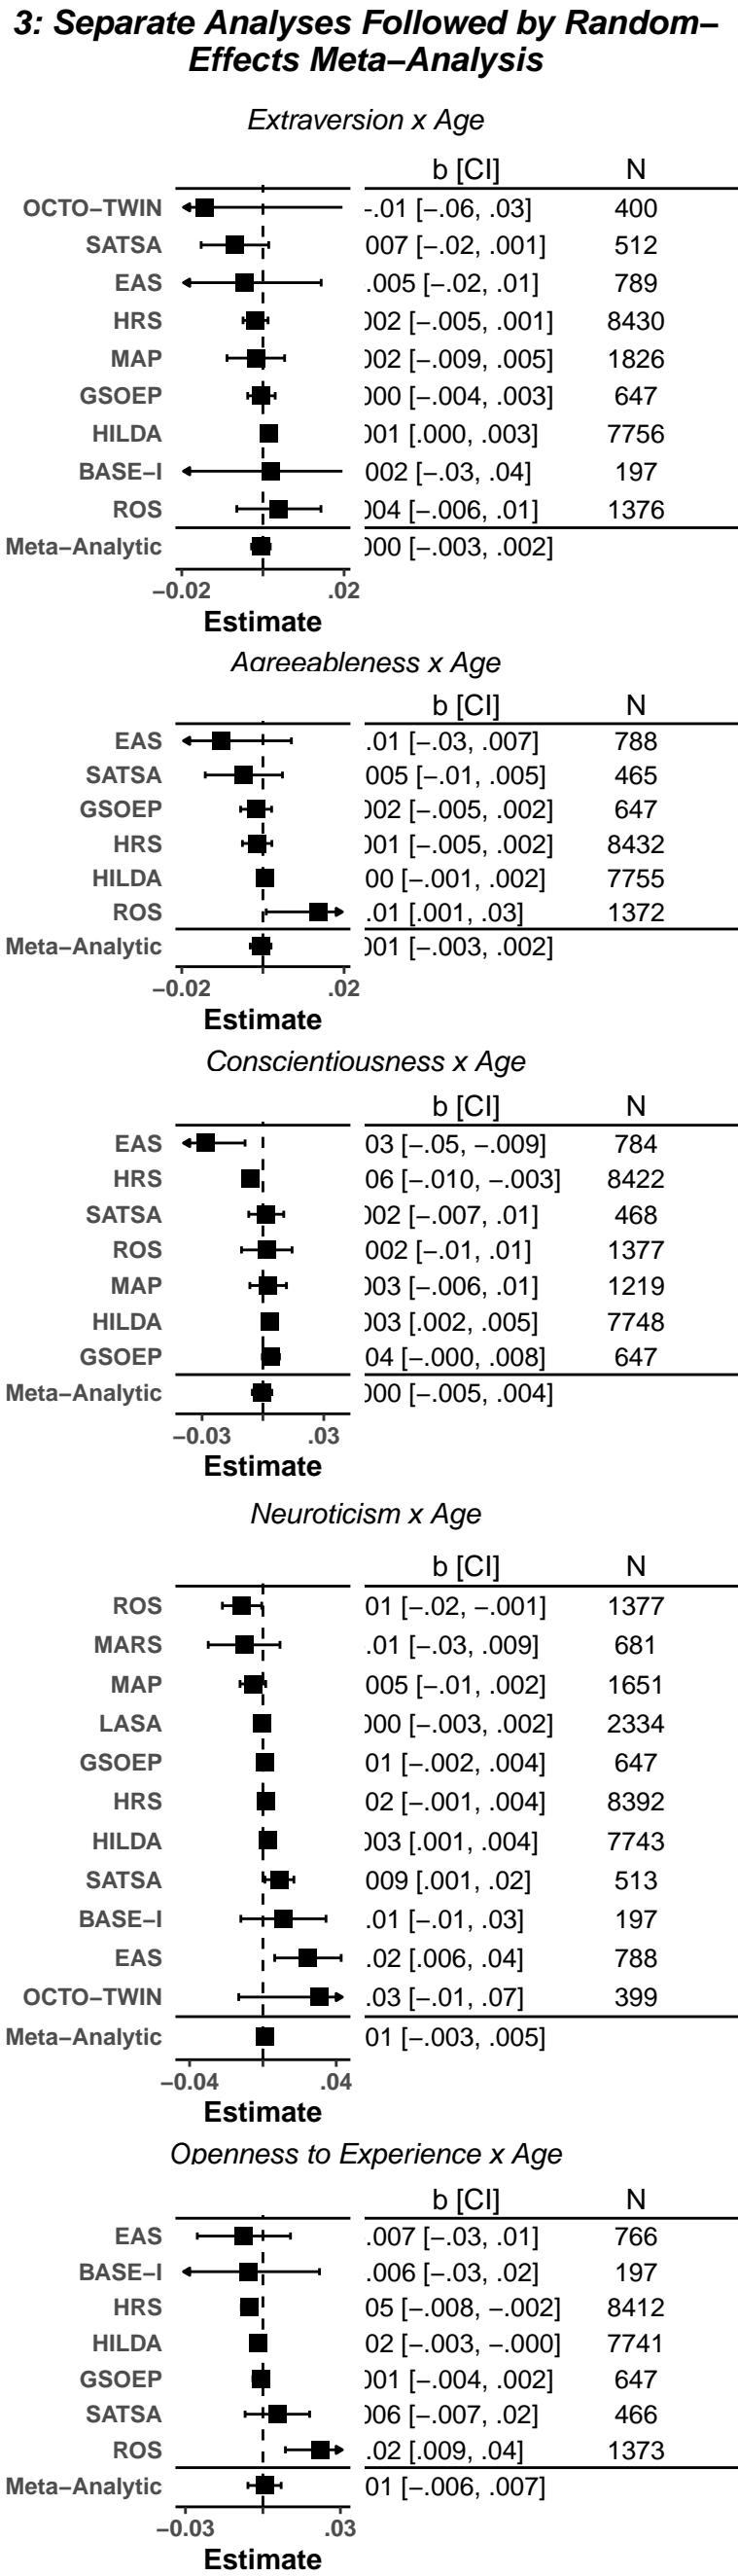 3: Separate Analyses Followed by Random–
Effects Meta–Analysis
Extraversion x Age
b [CI] N
OCTO–TWIN -.01 [–.06, .03] 400
SATSA 007 [–.02, .001] 512
EAS .005 [–.02, .01] 789
HRS 002 [–.005, .001] 8430
MAP 002 [–.009, .005] 1826
GSOEP 000 [–.004, .003] 647
HILDA 001 [.000, .003] 7756
BASE–I 002 [–.03, .04] 197
ROS 004 [–.006, .01] 1376
Meta–Analytic 000 [–.003, .002]
–0.02 .02
Estimate
Agreeableness x Age
b [CI] N
EAS .01 [–.03, .007] 788
SATSA 005 [–.01, .005] 465
GSOEP 002 [–.005, .002] 647
HRS 001 [–.005, .002] 8432
HILDA 00 [–.001, .002] 7755
ROS .01 [.001, .03] 1372
Meta–Analytic 001 [–.003, .002]
–0.02 .02
Estimate
Conscientiousness x Age
b [CI] N
EAS 03 [–.05, –.009] 784
HRS 06 [–.010, –.003] 8422
SATSA 002 [–.007, .01] 468
ROS 002 [–.01, .01] 1377
MAP 003 [–.006, .01] 1219
HILDA 003 [.002, .005] 7748
GSOEP 04 [–.000, .008] 647
Meta–Analytic 000 [–.005, .004]
–0.03 .03
Estimate
Neuroticism x Age
b [CI] N
ROS 01 [–.02, –.001] 1377
MARS .01 [–.03, .009] 681
MAP 005 [–.01, .002] 1651
LASA 000 [–.003, .002] 2334
GSOEP 01 [–.002, .004] 647
HRS 02 [–.001, .004] 8392
HILDA 003 [.001, .004] 7743
SATSA 009 [.001, .02] 513
BASE–I .01 [–.01, .03] 197
EAS .02 [.006, .04] 788
OCTO–TWIN .03 [–.01, .07] 399
Meta–Analytic 01 [–.003, .005]
–0.04 .04
Estimate
Openness to Experience x Age
b [CI] N
EAS .007 [–.03, .01] 766
BASE–I .006 [–.03, .02] 197
HRS 05 [–.008, –.002] 8412
HILDA 02 [–.003, –.000] 7741
GSOEP 001 [–.004, .002] 647
SATSA 006 [–.007, .02] 466
ROS .02 [.009, .04] 1373
Meta–Analytic 01 [–.006, .007]
–0.03 .03
Estimate